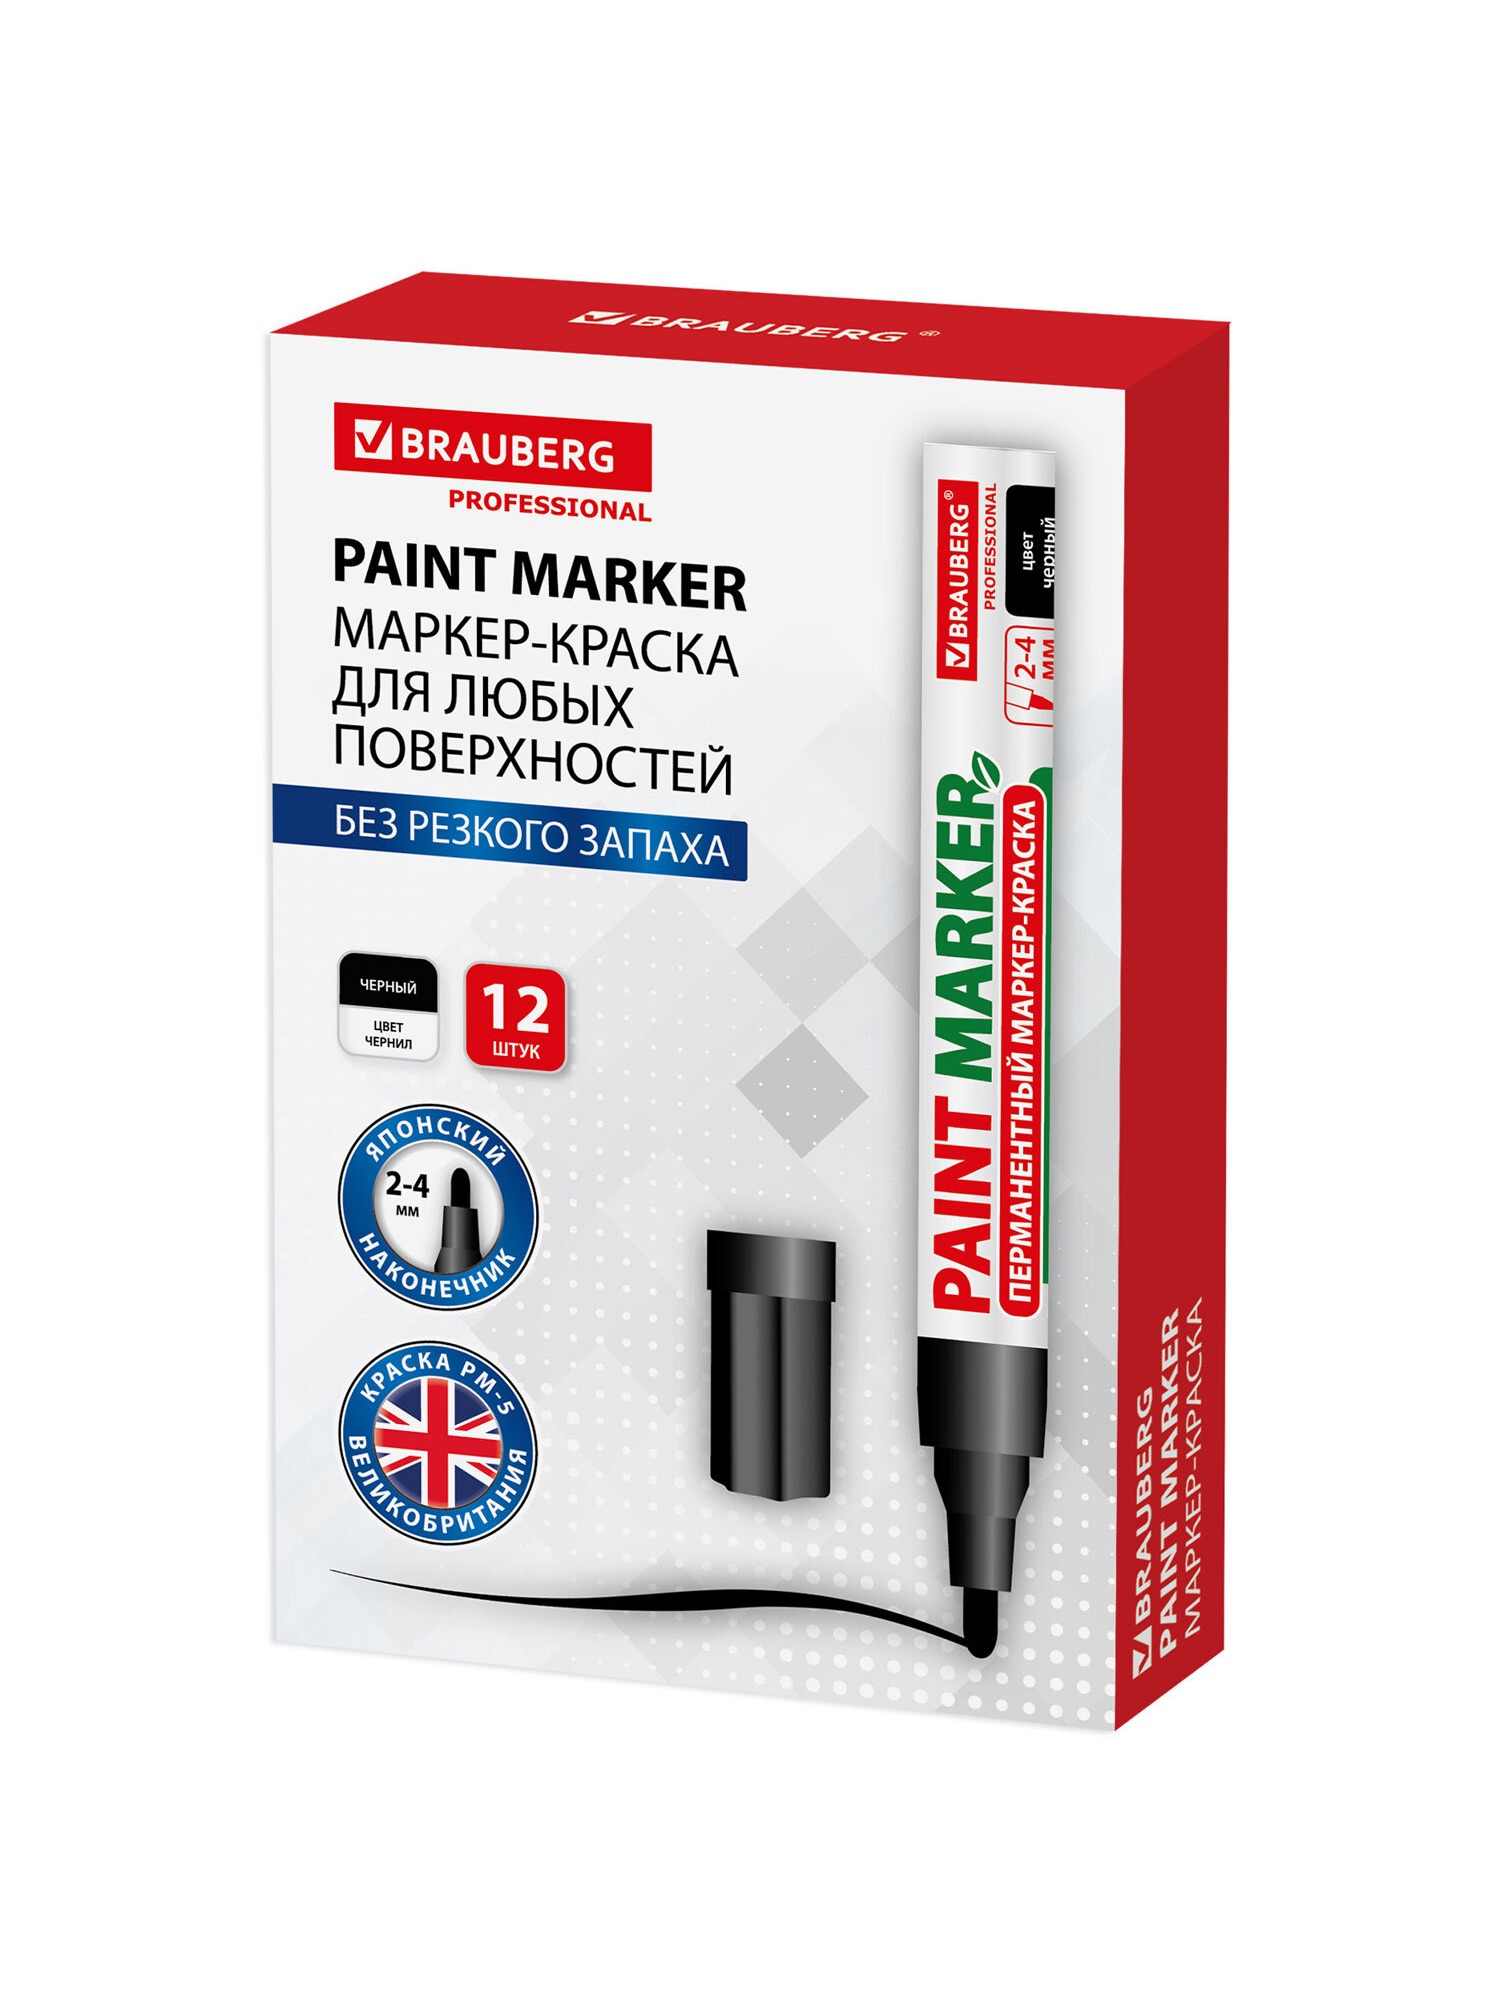 BRAUBERG ®
BRAUBERG
PROFESSIONAL
PAINT MARKER
МАРКЕР-КРАСКА
ДЛЯ ЛЮБЫХ
ПОВЕРХНОСТЕЙ
БЕЗ РЕЗКОГО ЗАПАХА
ЧЕРНЫЙ
ЦВЕТ
ЧЕРНИЛ
12
ШТУК
ЯПОНСКИЙ
2-4
мм
НАКОНЕЧНИК
КРАСКА PM-5
ВЕЛИКОБРИТАНИЯ
BRAUBERG®
PROFESSIONAL
цвет
черный
2-4
мм
PAINT MARKER
ПЕРМАНЕНТНЫЙ МАРКЕР-КРАСКА
BRAUBERG
PAINT MARKER
МАРКЕР-КРАСКА